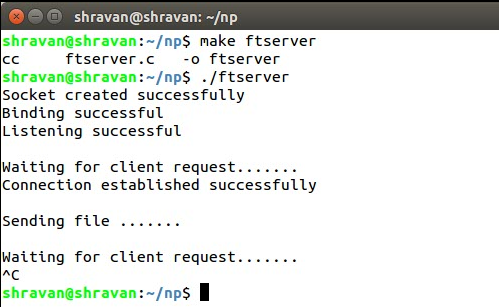 shravan@shravan: ~/np
shravan@shravan:~/np$ make ftserver
cc     ftserver.c   -o ftserver
shravan@shravan:~/np$ ./ftserver
Socket created successfully
Binding successful
Listening successful
Waiting for client request.......
Connection established successfully
Sending file .......
Waiting for client request.......
^C
shravan@shravan:~/np$